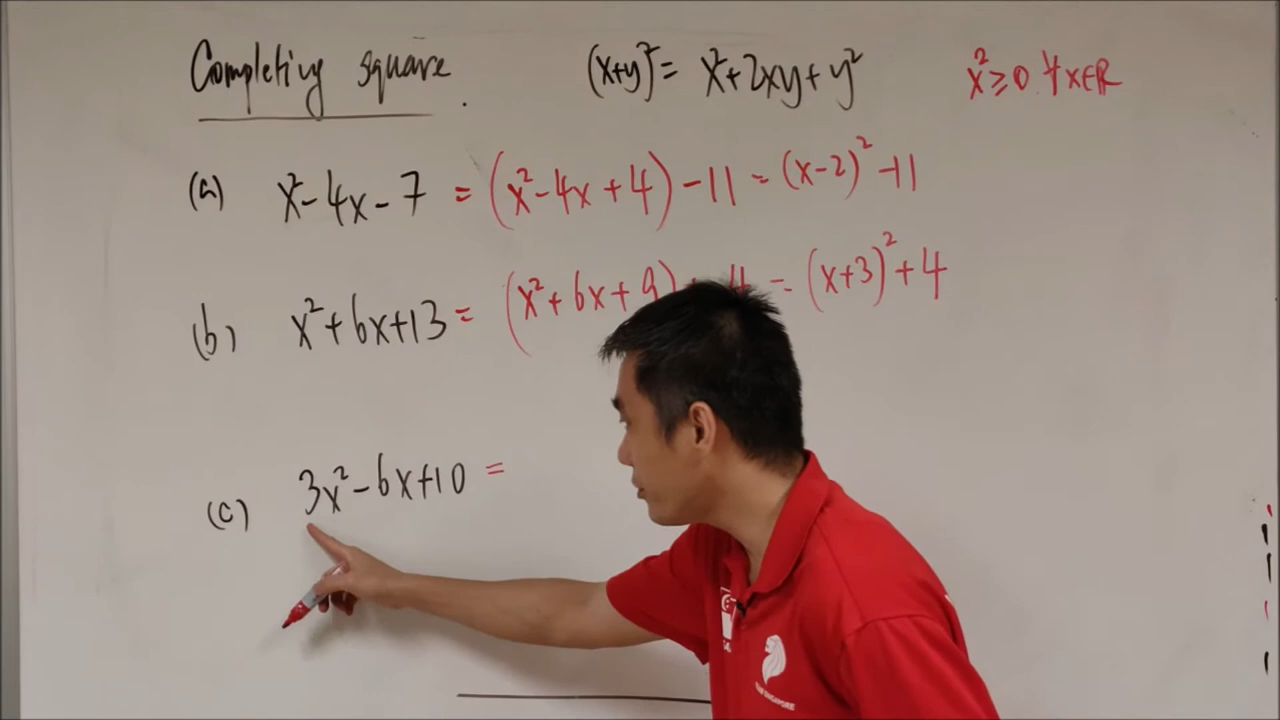 Completing square.
(x+y)² = x²+2xy+y²
x²≥0 ∀x∈R
(a) x²-4x-7 = (x²-4x+4)-11 = (x-2)²-11
(b) x²+6x+13 = (x²+6x+9)+4 = (x+3)²+4
(c) 3x²-6x+10 =